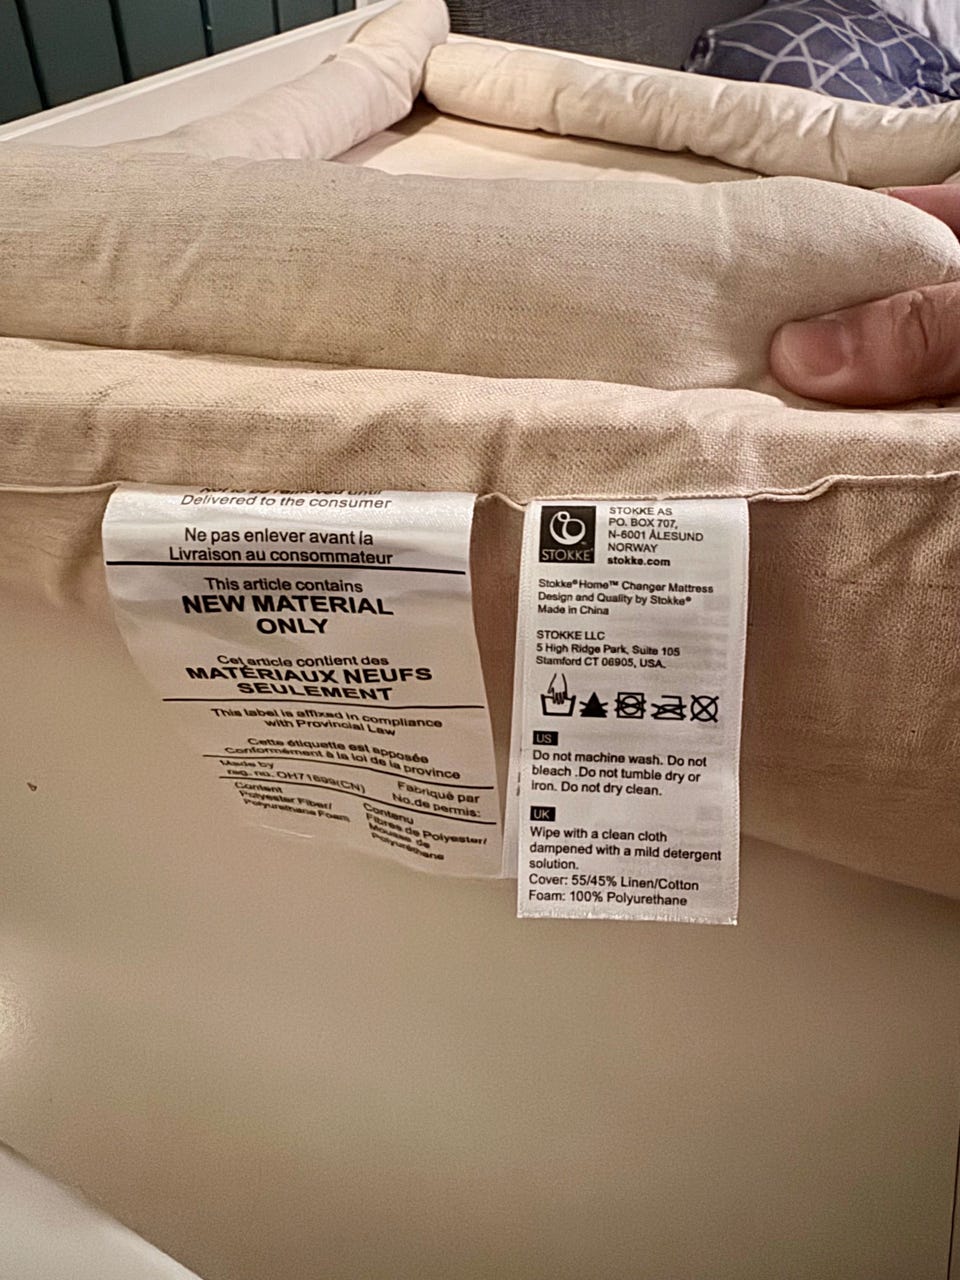 Not to be removed until
Delivered to the consumer
Ne pas enlever avant la
Livraison au consommateur
This article contains
NEW MATERIAL
ONLY
Cet article contient des
MATÉRIAUX NEUFS
SEULEMENT
This label is affixed in compliance
with Provincial Law
Cette étiquette est apposée
Conformément à la loi de la province
Made by
reg. no. OH71699(CN)
Fabriqué par
No.de permis:
Content
Polyester Fiber/
Polyurethane Foam
Contenu
Fibres de Polyester/
Mousse de
Polyuréthane
STOKKE
STOKKE AS
PO. BOX 707,
N-6001 ÅLESUND
NORWAY
stokke.com
Stokke® Home™ Changer Mattress
Design and Quality by Stokke®
Made in China
STOKKE LLC
5 High Ridge Park, Suite 105
Stamford CT 06905, USA.
US
Do not machine wash. Do not
bleach .Do not tumble dry or
iron. Do not dry clean.
UK
Wipe with a clean cloth
dampened with a mild detergent
solution.
Cover: 55/45% Linen/Cotton
Foam: 100% Polyurethane